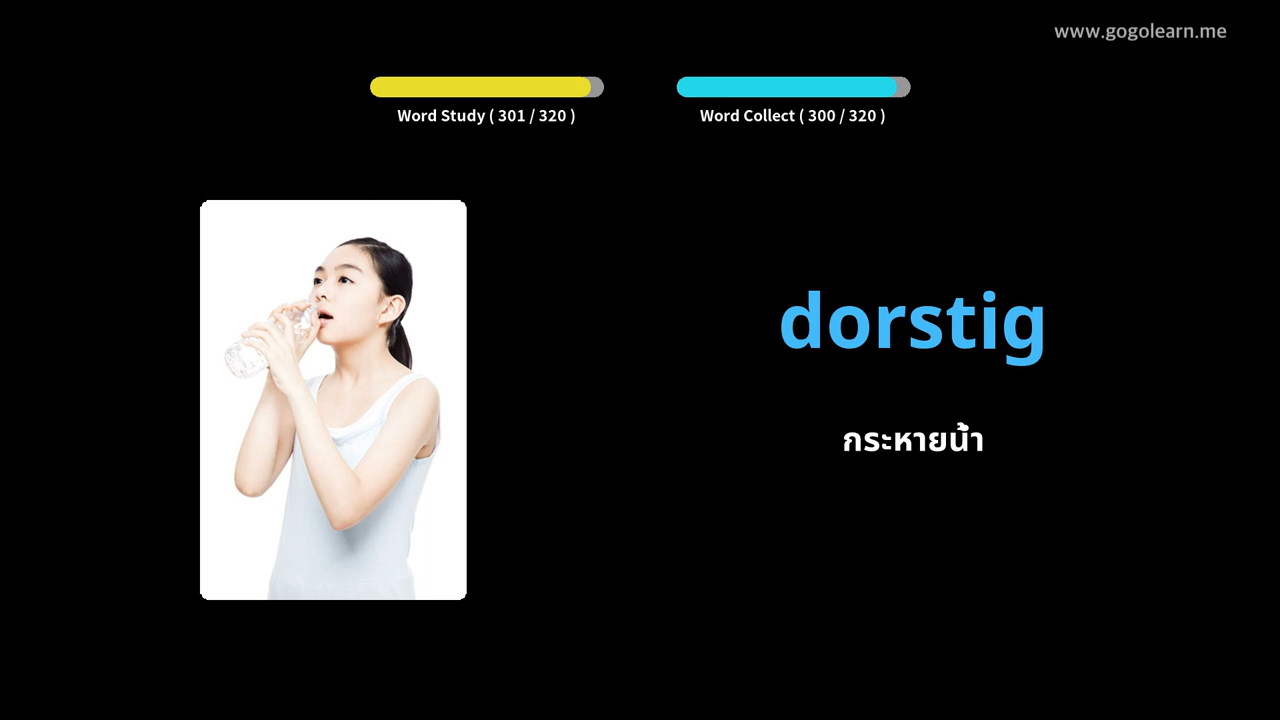 www.gogolearn.me
Word Study ( 301 / 320 )
Word Collect ( 300 / 320 )
dorstig
กระหายน้ำ